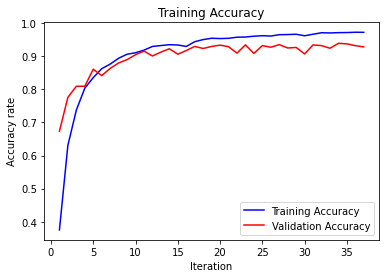 Training Accuracy
1.0
0.9
0.8
0.7
0.6
0.5
0.4
Accuracy rate
Training Accuracy
Validation Accuracy
0 5 10 15 20 25 30 35
Iteration